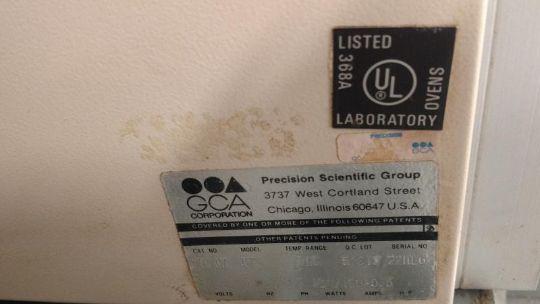 LISTED
368A
UL
®
OVENS
LABORATORY
PRECISION
GCA
GCA
CORPORATION
Precision Scientific Group
3737 West Cortland Street
Chicago, Illinois 60647 U.S.A.
COVERED BY ONE OR MORE OF THE FOLLOWING PATENTS
OTHER PATENTS PENDING
CAT. NO. MODEL TEMP. RANGE Q.C. LOT SERIAL NO.
VOLTS HZ PH WATTS AMPS H.P.